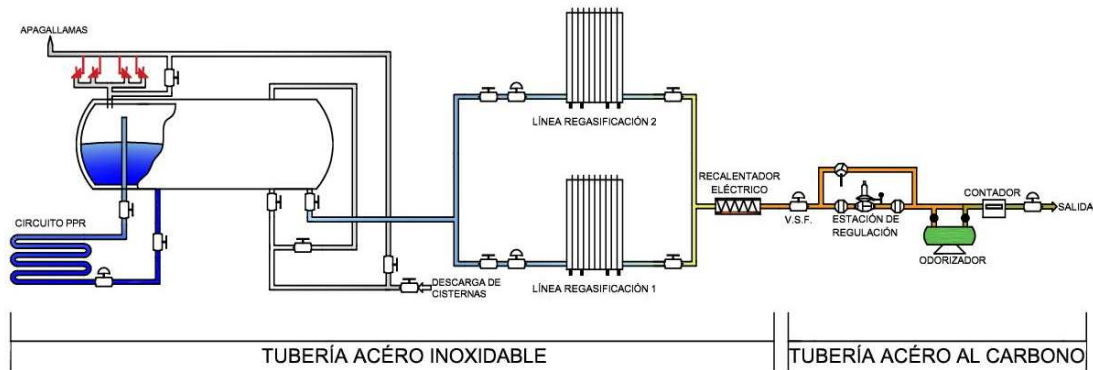 APAGALLAMAS
LÍNEA REGASIFICACIÓN 2
RECALENTADOR
ELÉCTRICO
CONTADOR
SALIDA
V.S.F.
ESTACIÓN DE
REGULACIÓN
CIRCUITO PPR
ODORIZADOR
DESCARGA DE
CISTERNAS
LÍNEA REGASIFICACIÓN 1
TUBERÍA ACÉRO INOXIDABLE
TUBERÍA ACÉRO AL CARBONO